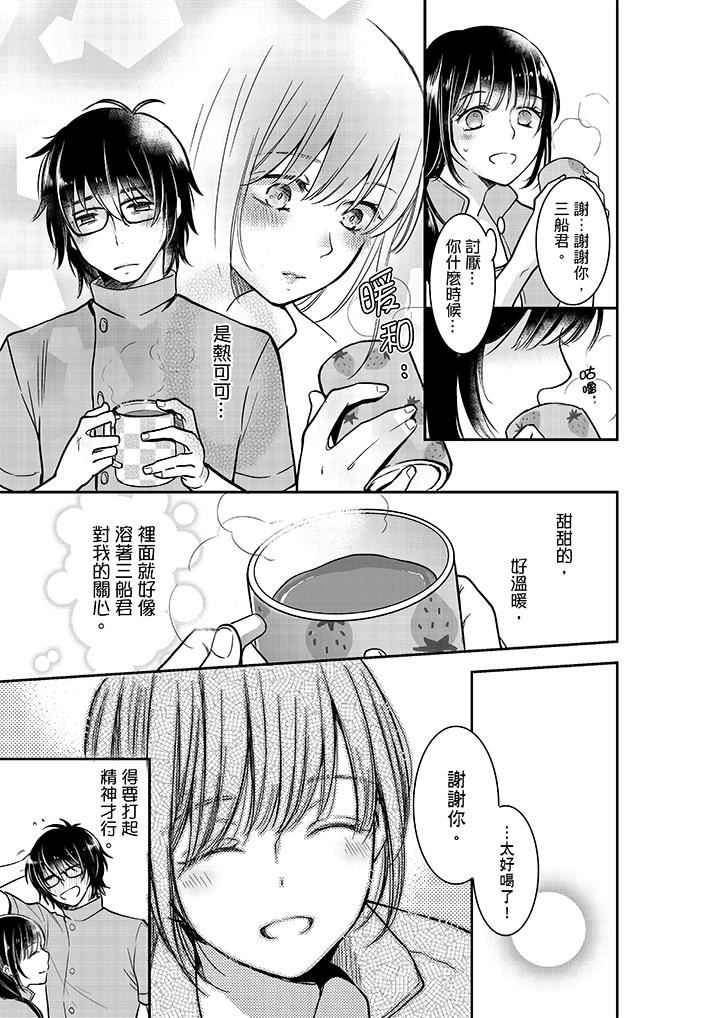 謝…謝謝你，
三船君。
討厭…
你什麼時候…
咕嚕…
暖和…
是熱可可…
甜甜的，
好溫暖，
裡面就好像
溶著三船君
對我的關心。
…太好喝了！
謝謝你。
得要打起
精神才行。